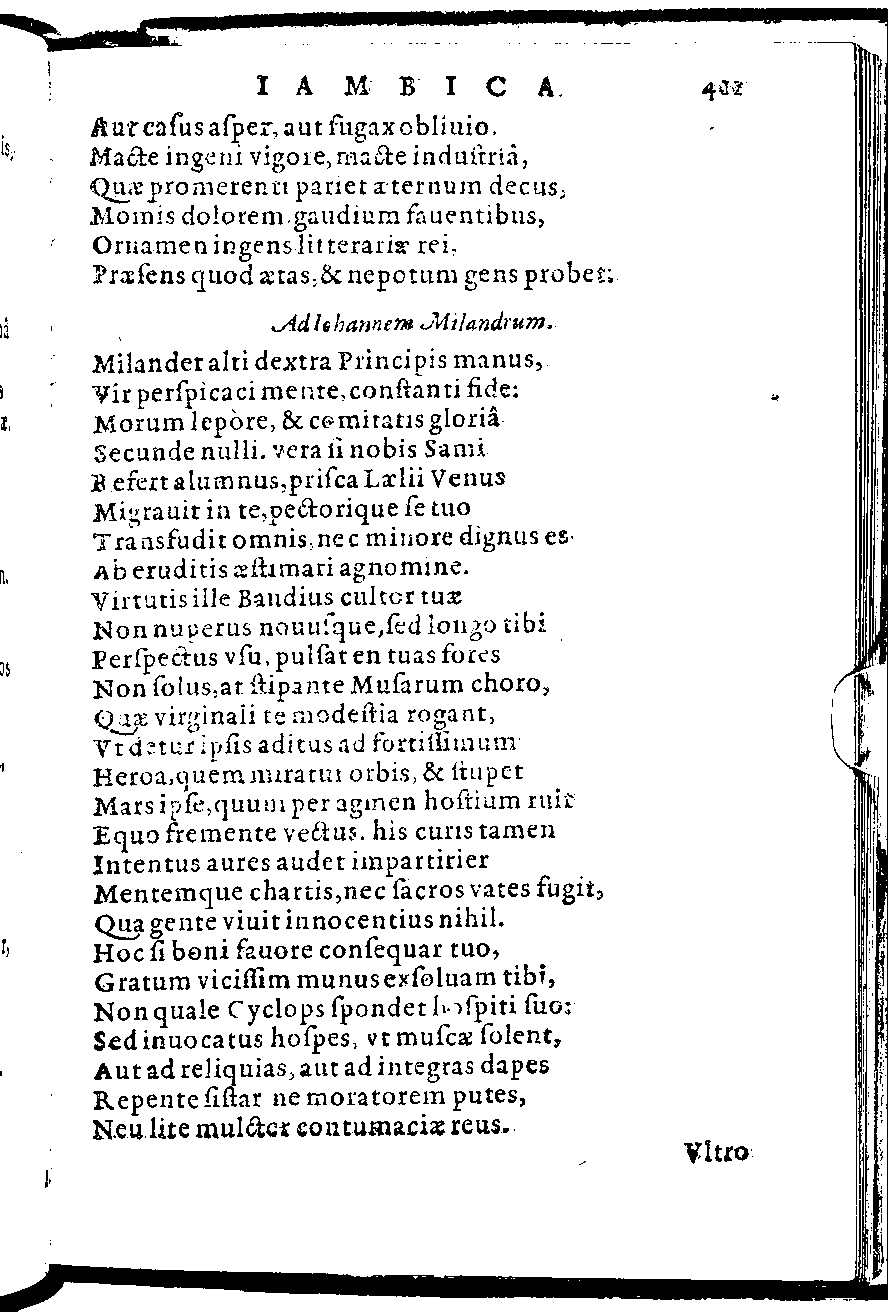 IAMBICA.
Aut casus asper, aut fugax obliuio.
Macte ingeni vigore, macte industriâ,
Quæ promerenti pariet æternum decus,
Momis dolorem, gaudium fauentibus,
Ornamen ingens litterariæ rei,
Præsens quod ætas, & nepotum gens probet.
Ad Iohannem Milandrum.
Milander alti dextra Principis manus,
Vir perspicaci mente, constanti fide:
Morum lepòre, & comitatis gloriâ
Secunde nulli. vera si nobis Sami
Refert alumnus, prisca Lælii Venus
Migrauit in te, pectorique se tuo
Transfudit omnis, nec minore dignus es
Ab eruditis æstimari agnomine.
Virtutis ille Baudius cultor tuæ
Non nuperus nouusque, sed longo tibi
Perspectus vsu, pulsat en tuas fores
Non solus, at stipante Musarum choro,
Quæ virginali te modestia rogant,
Vt detur ipsis aditus ad fortissimum
Heroa, quem miratur orbis, & stupet
Mars ipse, quum per agmen hostium ruit
Equo fremente vectus. his curis tamen
Intentus aures audet impartirier
Mentemque chartis, nec sacros vates fugit,
Qua gente viuit innocentius nihil.
Hoc si boni fauore consequar tuo,
Gratum vicissim munus exsoluam tibi,
Non quale Cyclops spondet hospiti suo:
Sed inuocatus hospes, vt muscæ solent,
Aut ad reliquias, aut ad integras dapes
Repente sistar ne moratorem putes,
Neu lite mulcter contumaciæ reus.
Vltro